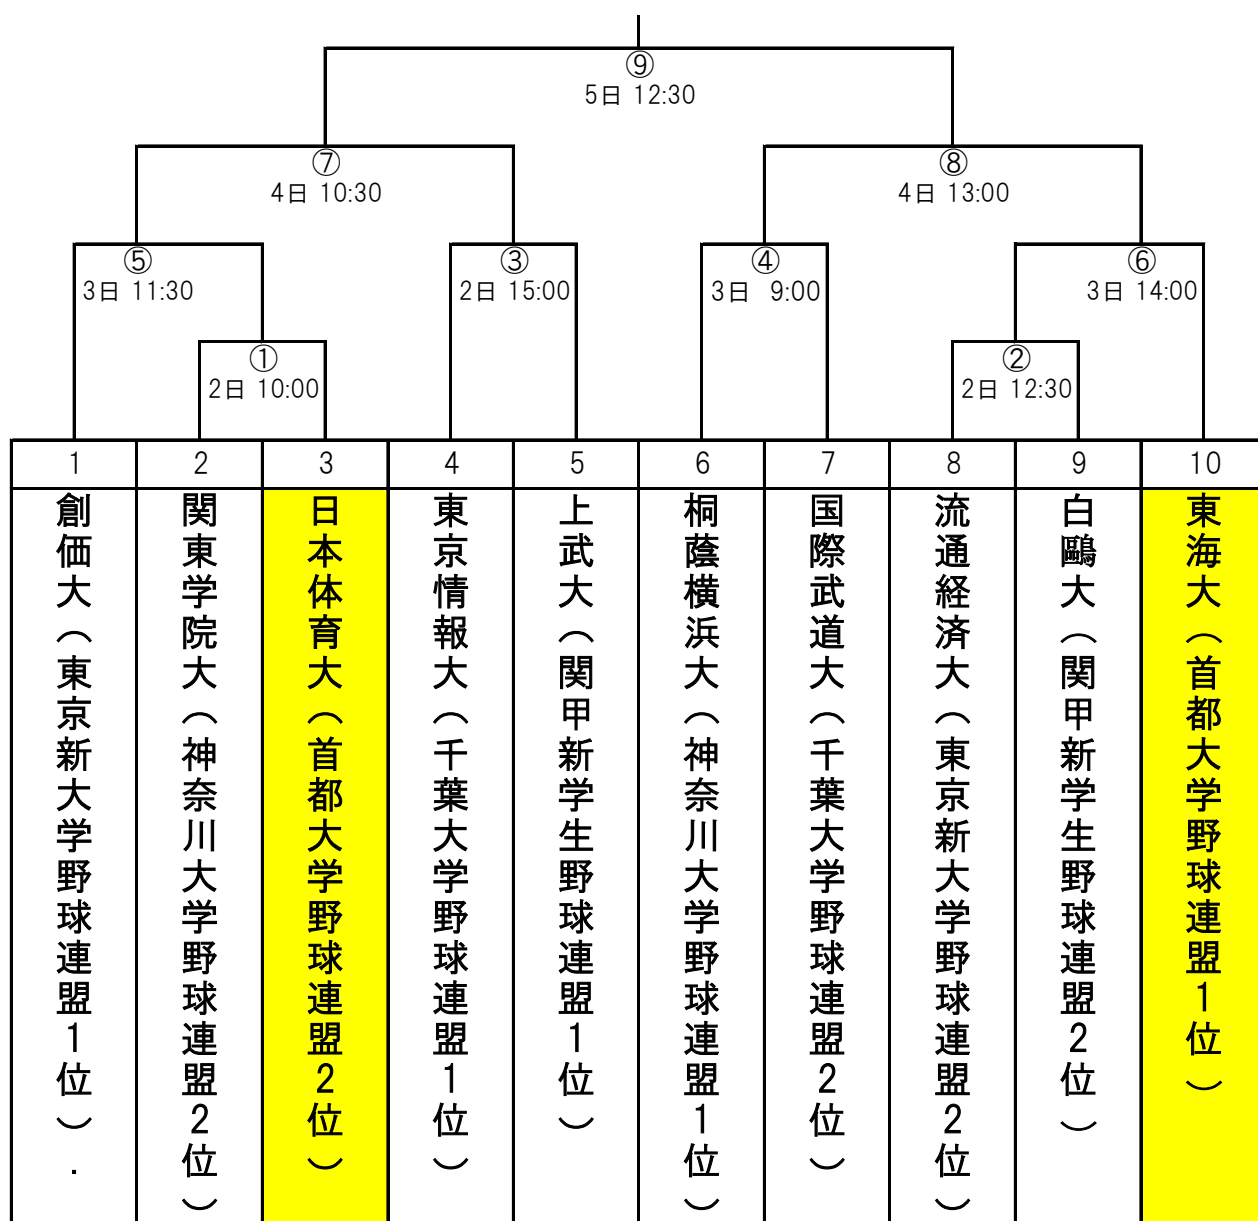 ⑨
5日 12:30
⑦
4日 10:30
⑧
4日 13:00
⑤
3日 11:30
③
2日 15:00
④
3日 9:00
⑥
3日 14:00
①
2日 10:00
②
2日 12:30
1
2
3
4
5
6
7
8
9
10
創価大(東京新大学野球連盟1位).
関東学院大(神奈川大学野球連盟2位)
日本体育大(首都大学野球連盟2位)
東京情報大(千葉大学野球連盟1位)
上武大(関甲新学生野球連盟1位)
桐蔭横浜大(神奈川大学野球連盟1位)
国際武道大(千葉大学野球連盟2位)
流通経済大(東京新大学野球連盟2位)
白鷗大(関甲新学生野球連盟2位)
東海大(首都大学野球連盟1位)